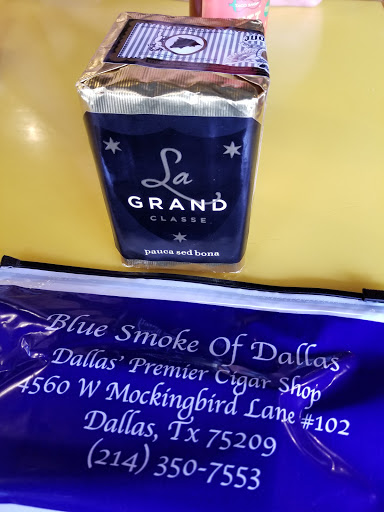 La
GRAND
CLASSE
pauca sed bona
Blue Smoke Of Dallas
Dallas' Premier Cigar Shop
4560 W Mockingbird Lane #102
Dallas, Tx 75209
(214) 350-7553